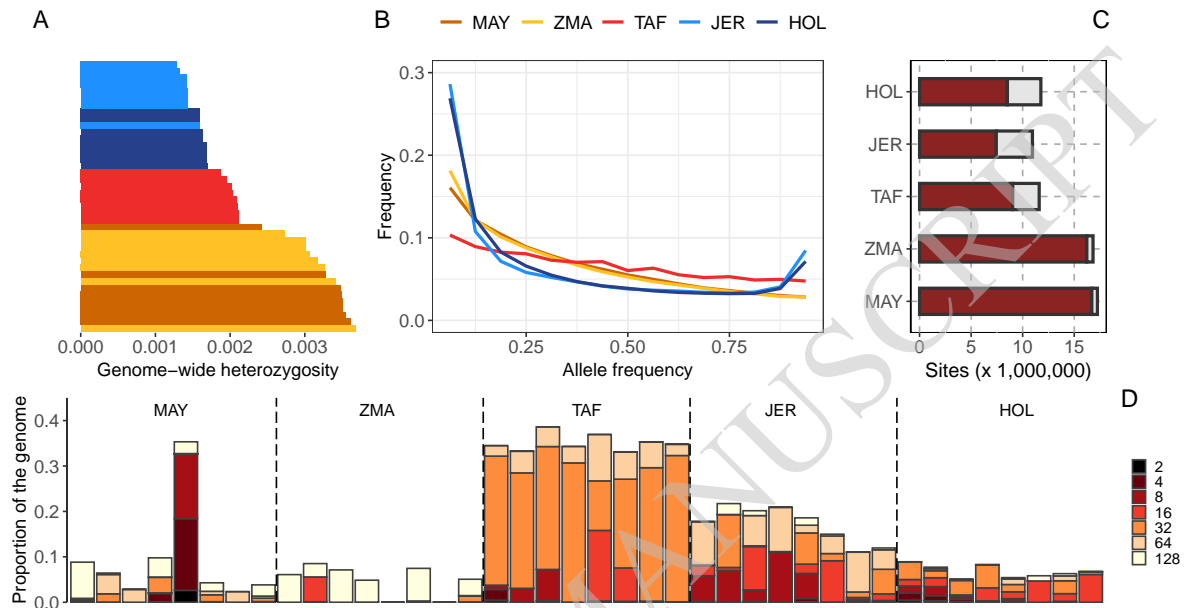 A
B
MAY ZMA TAF JER HOL
C
0.000 0.001 0.002 0.003
Genome−wide heterozygosity
Frequency
0.3
0.2
0.1
0.0
0.25 0.50 0.75
Allele frequency
HOL
JER
TAF
ZMA
MAY
0 5 10 15
Sites (x 1,000,000)
MANUSCRIPT
D
Proportion of the genome
0.4
0.3
0.2
0.1
0.0
MAY ZMA TAF JER HOL
2
4
8
16
32
64
128